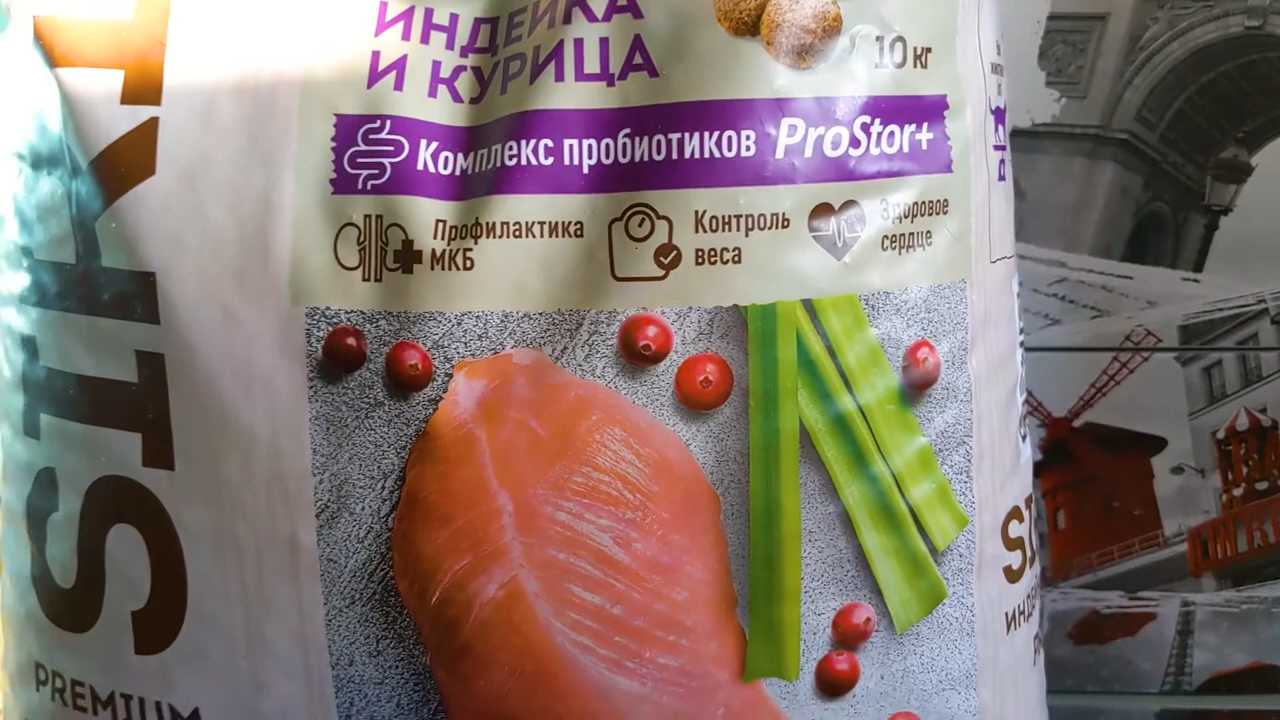 ИНДЕЙКА
И КУРИЦА
10 кг
Комплекс пробиотиков ProStor+
Профилактика
МКБ
Контроль
веса
Здоровое
сердце
PREMIUM